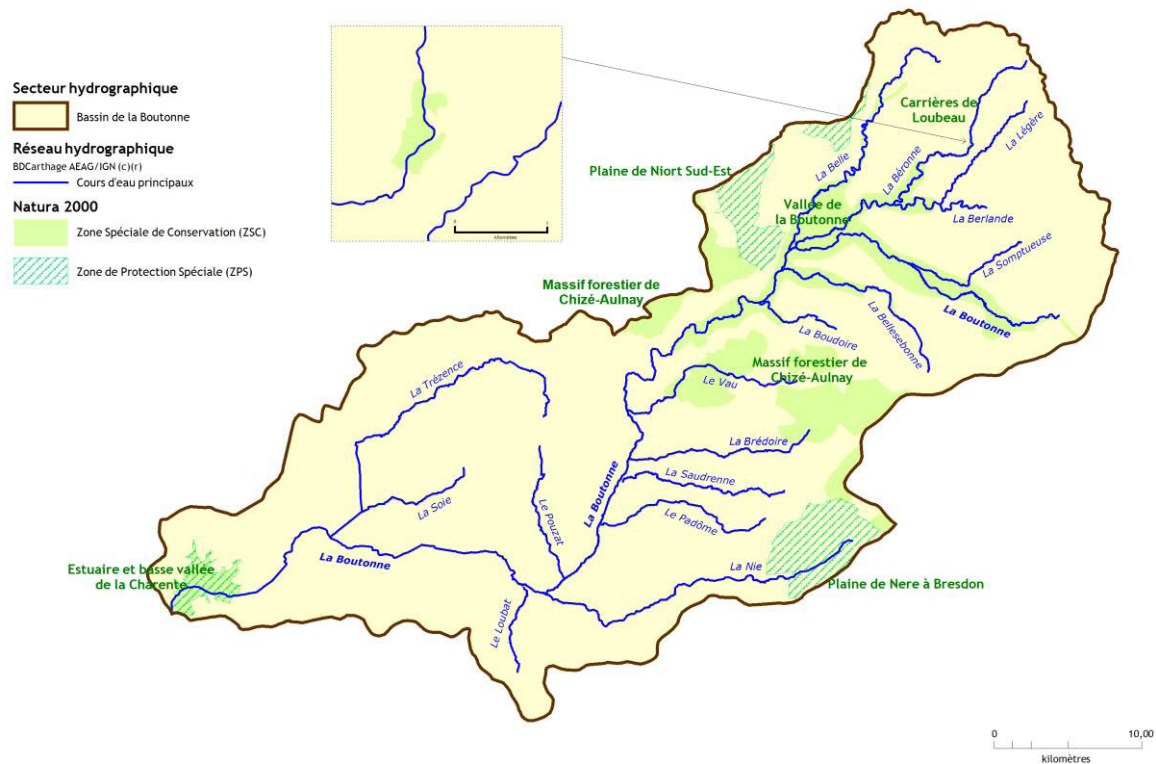 Secteur hydrographique
Bassin de la Boutonne
Réseau hydrographique
BDCarthage AEAG/IGN (c)(r)
Cours d'eau principaux
Natura 2000
Zone Spéciale de Conservation (ZSC)
Zone de Protection Spéciale (ZPS)
0
1
kilomètres
Carrières de
Loubeau
La Légère
La Belle
La Béronne
Plaine de Niort Sud-Est
Vallée de
la Boutonne
La Berlande
La Somptueuse
Massif forestier de
Chizé-Aulnay
La Boutonne
La Bellesebonne
La Boudoire
Massif forestier de
Chizé-Aulnay
Le Vau
La Trézence
La Brédoire
La Saudrenne
La Boutonne
La Soie
Le Pouzat
Le Padôme
La Boutonne
La Nie
Estuaire et basse vallée
de la Charente
Plaine de Nere à Bresdon
Le Loubat
0
10,00
kilomètres